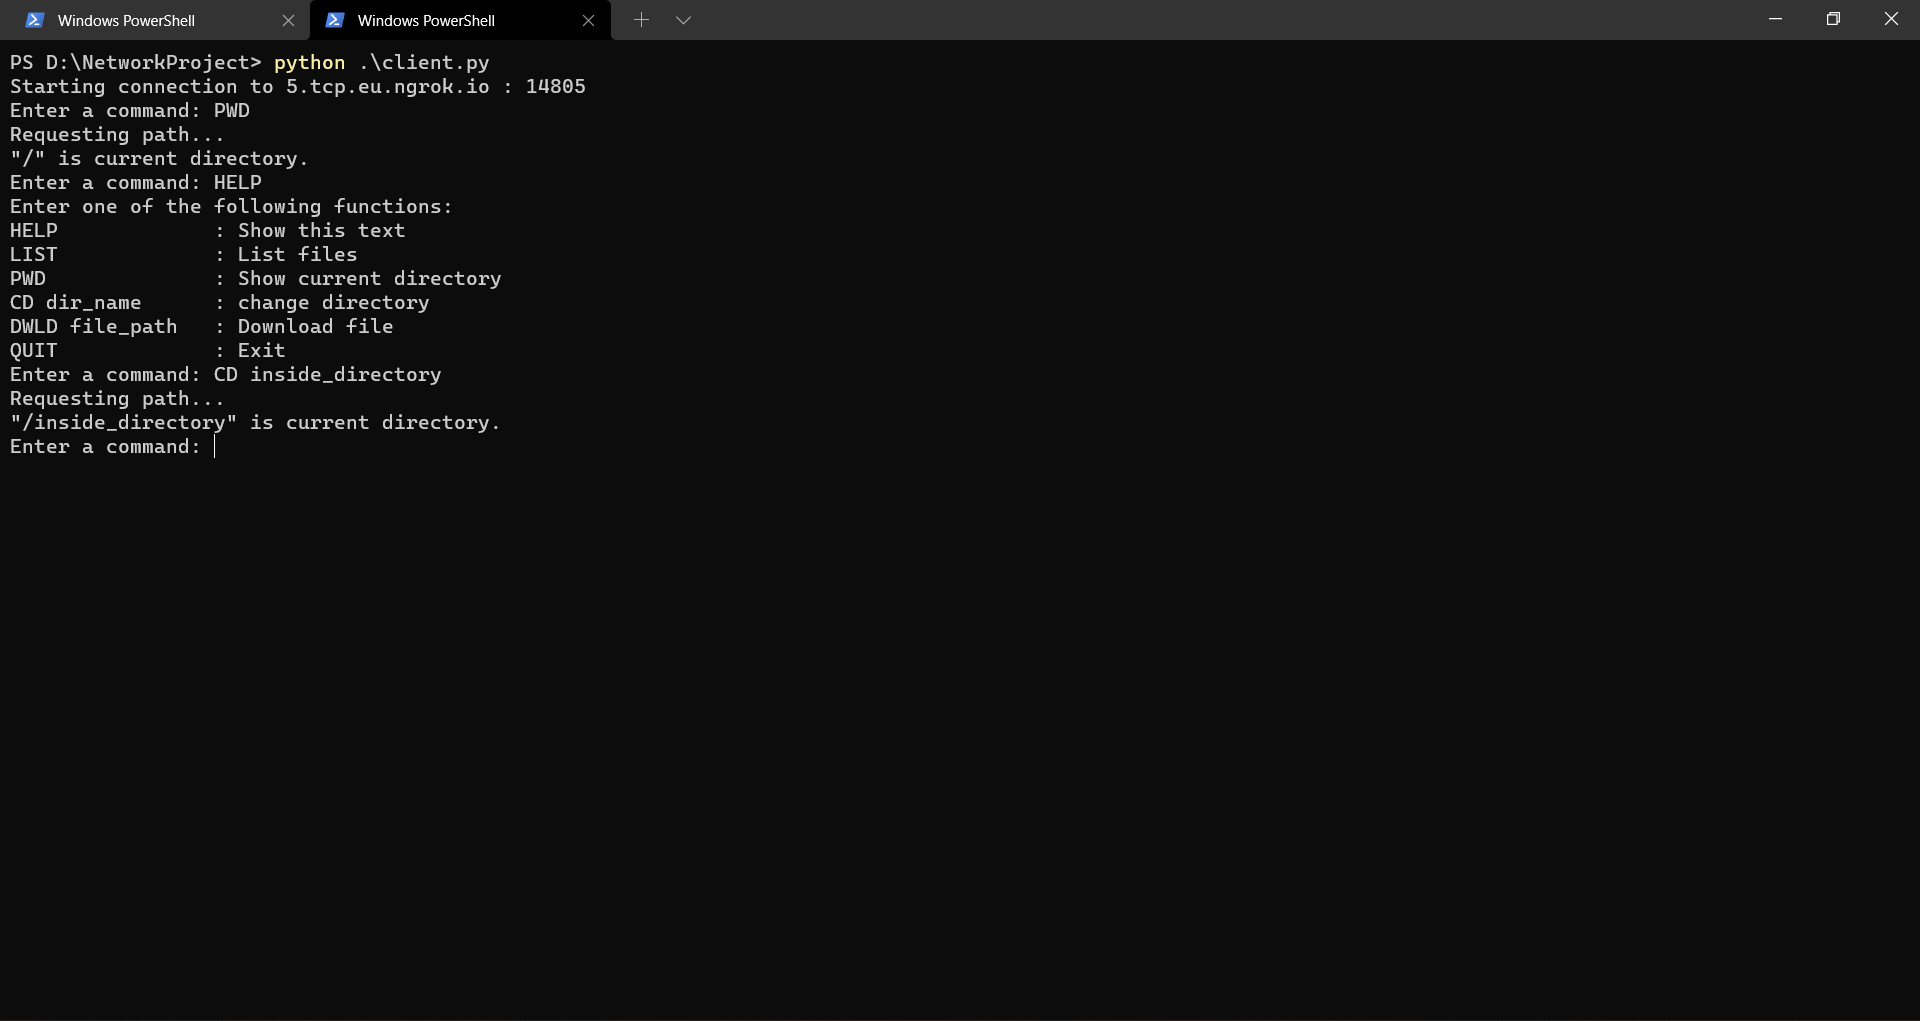 Windows PowerShell
Windows PowerShell
PS D:\NetworkProject> python .\client.py
Starting connection to 5.tcp.eu.ngrok.io : 14805
Enter a command: PWD
Requesting path...
"/" is current directory.
Enter a command: HELP
Enter one of the following functions:
HELP             : Show this text
LIST             : List files
PWD              : Show current directory
CD dir_name      : change directory
DWLD file_path   : Download file
QUIT             : Exit
Enter a command: CD inside_directory
Requesting path...
"/inside_directory" is current directory.
Enter a command: